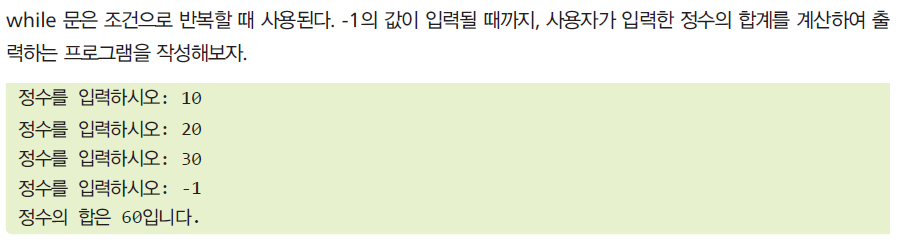 while 문은 조건으로 반복할 때 사용된다. -1의 값이 입력될 때까지, 사용자가 입력한 정수의 합계를 계산하여 출
력하는 프로그램을 작성해보자.
정수를 입력하시오: 10
정수를 입력하시오: 20
정수를 입력하시오: 30
정수를 입력하시오: -1
정수의 합은 60입니다.